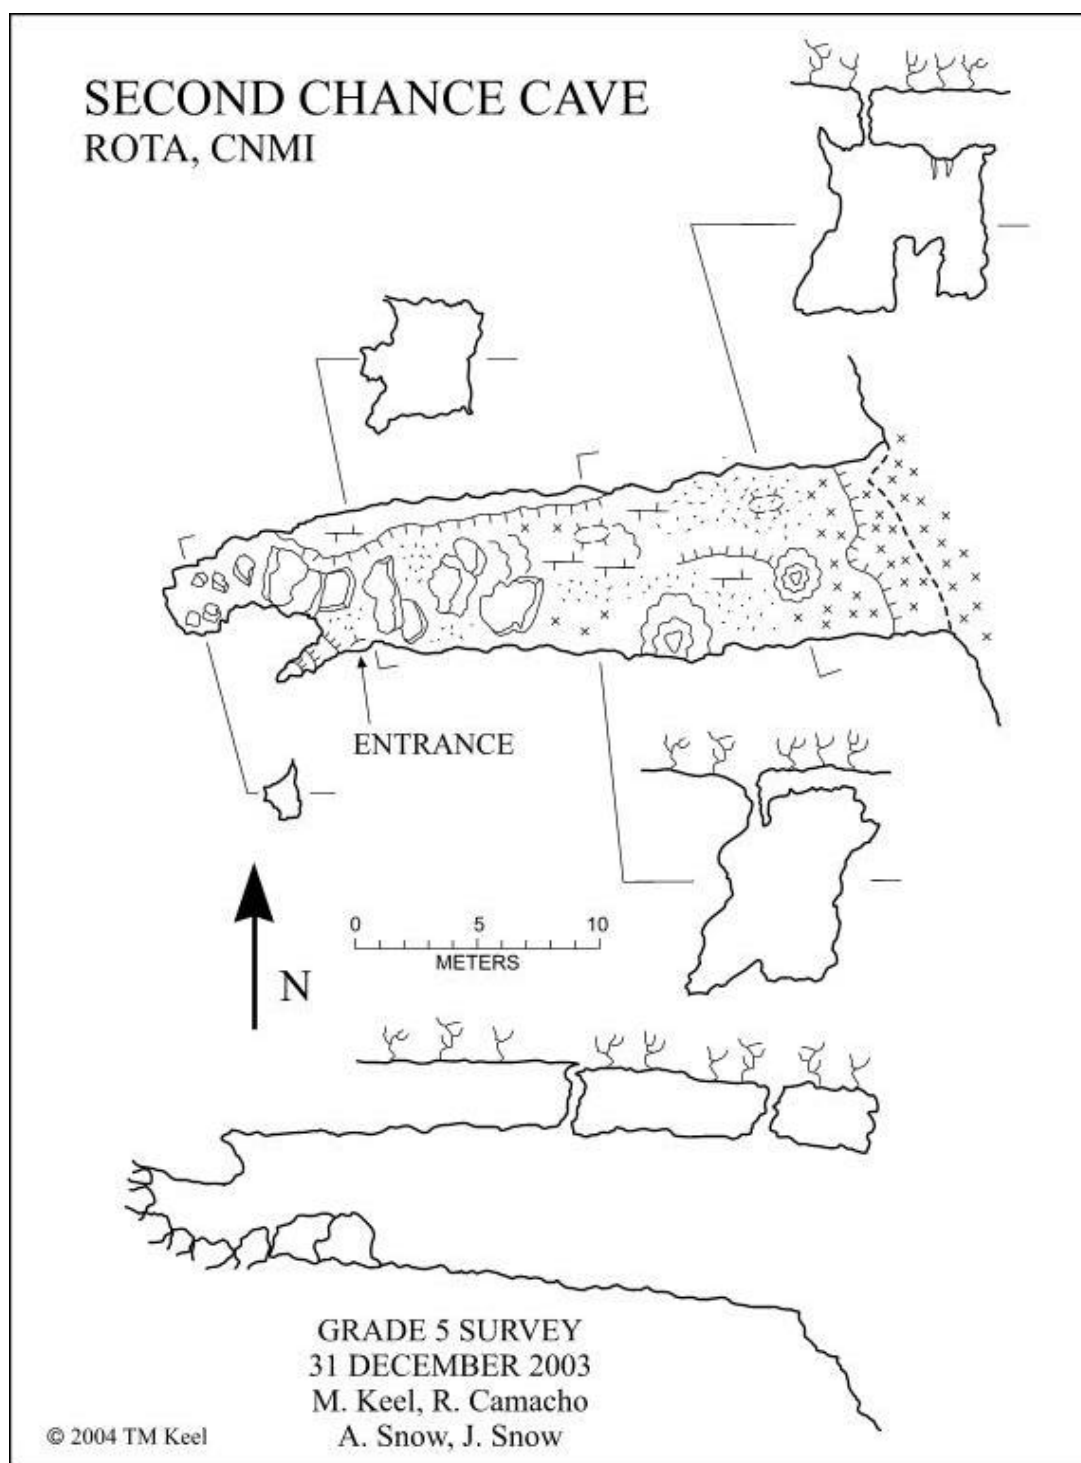 SECOND CHANCE CAVE
ROTA, CNMI
ENTRANCE
N
0 5 10
METERS
GRADE 5 SURVEY
31 DECEMBER 2003
M. Keel, R. Camacho
A. Snow, J. Snow
© 2004 TM Keel